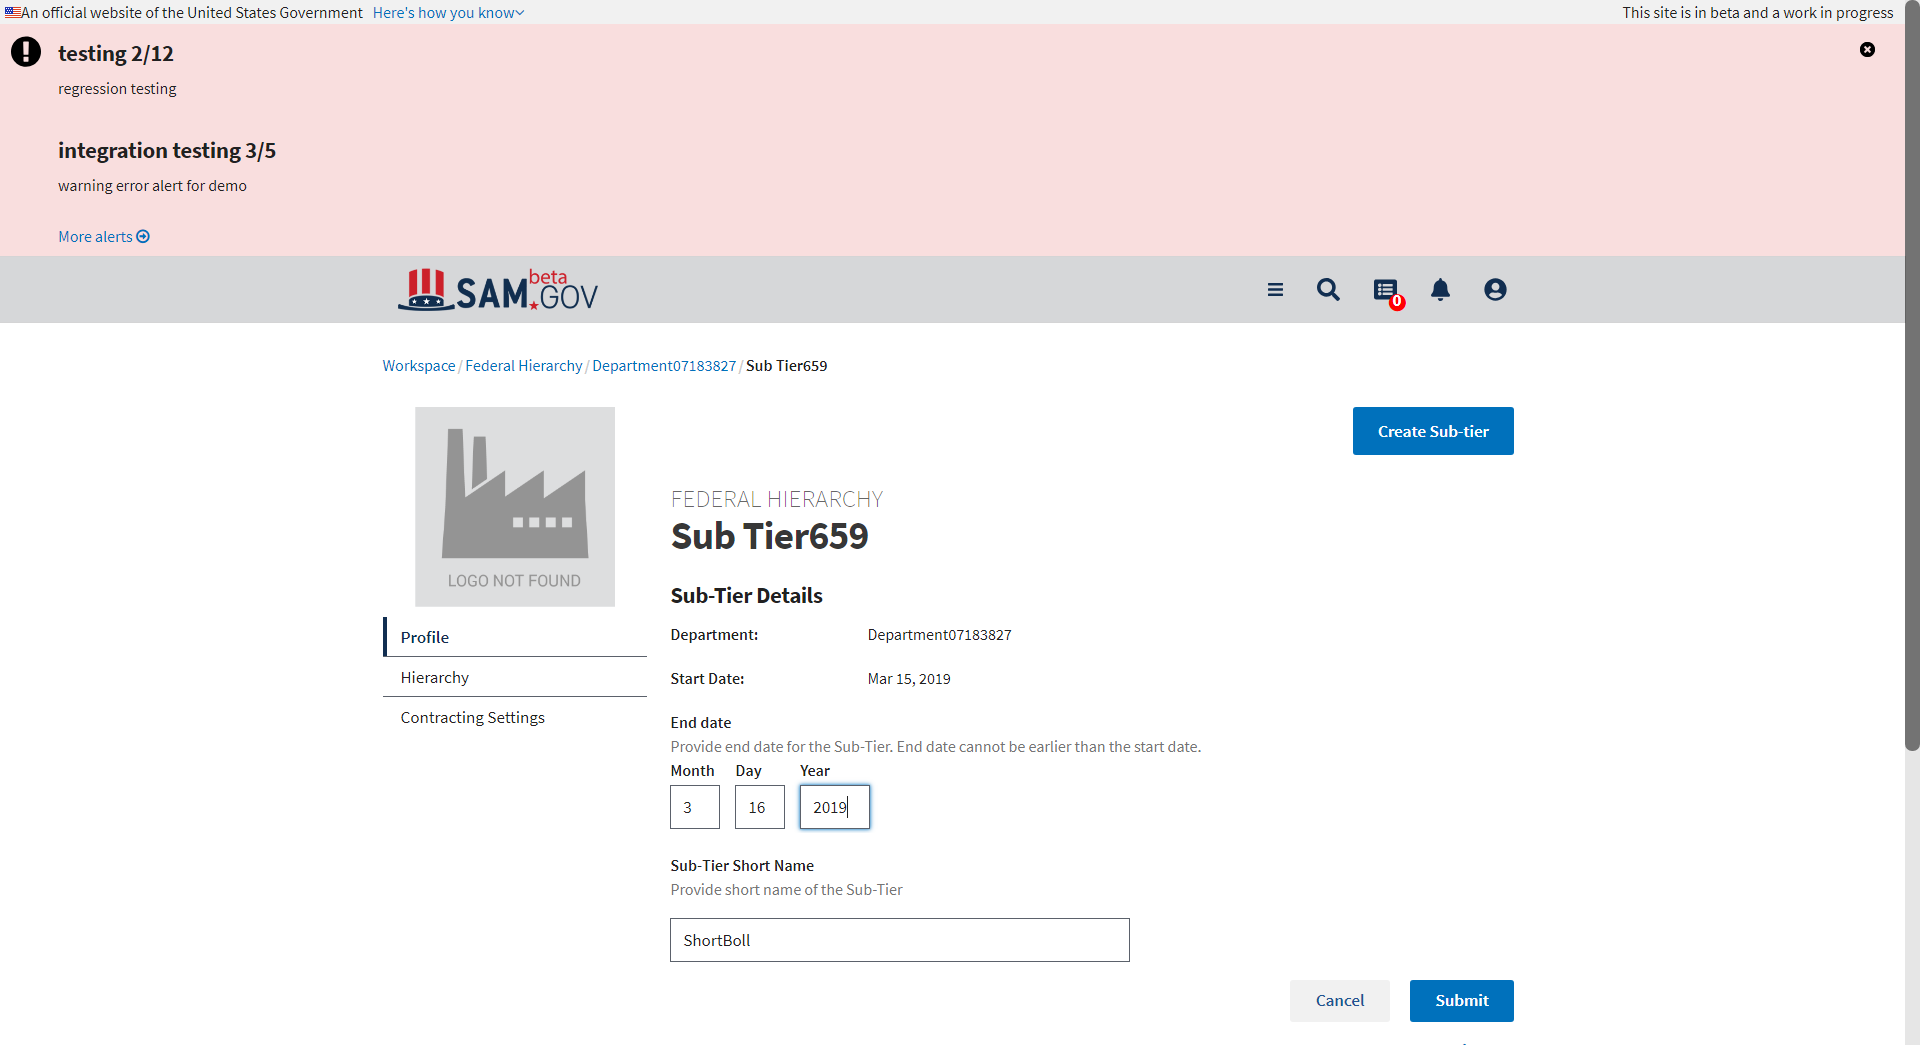 An official website of the United States Government Here's how you know
This site is in beta and a work in progress
testing 2/12
regression testing
integration testing 3/5
warning error alert for demo
More alerts
SAM.GOV beta
0
Workspace / Federal Hierarchy / Department07183827 / Sub Tier659
LOGO NOT FOUND
Create Sub-tier
Profile
Hierarchy
Contracting Settings
FEDERAL HIERARCHY
Sub Tier659
Sub-Tier Details
Department: Department07183827
Start Date: Mar 15, 2019
End date
Provide end date for the Sub-Tier. End date cannot be earlier than the start date.
Month Day Year
3 16 2019
Sub-Tier Short Name
Provide short name of the Sub-Tier
ShortBoll
Cancel Submit